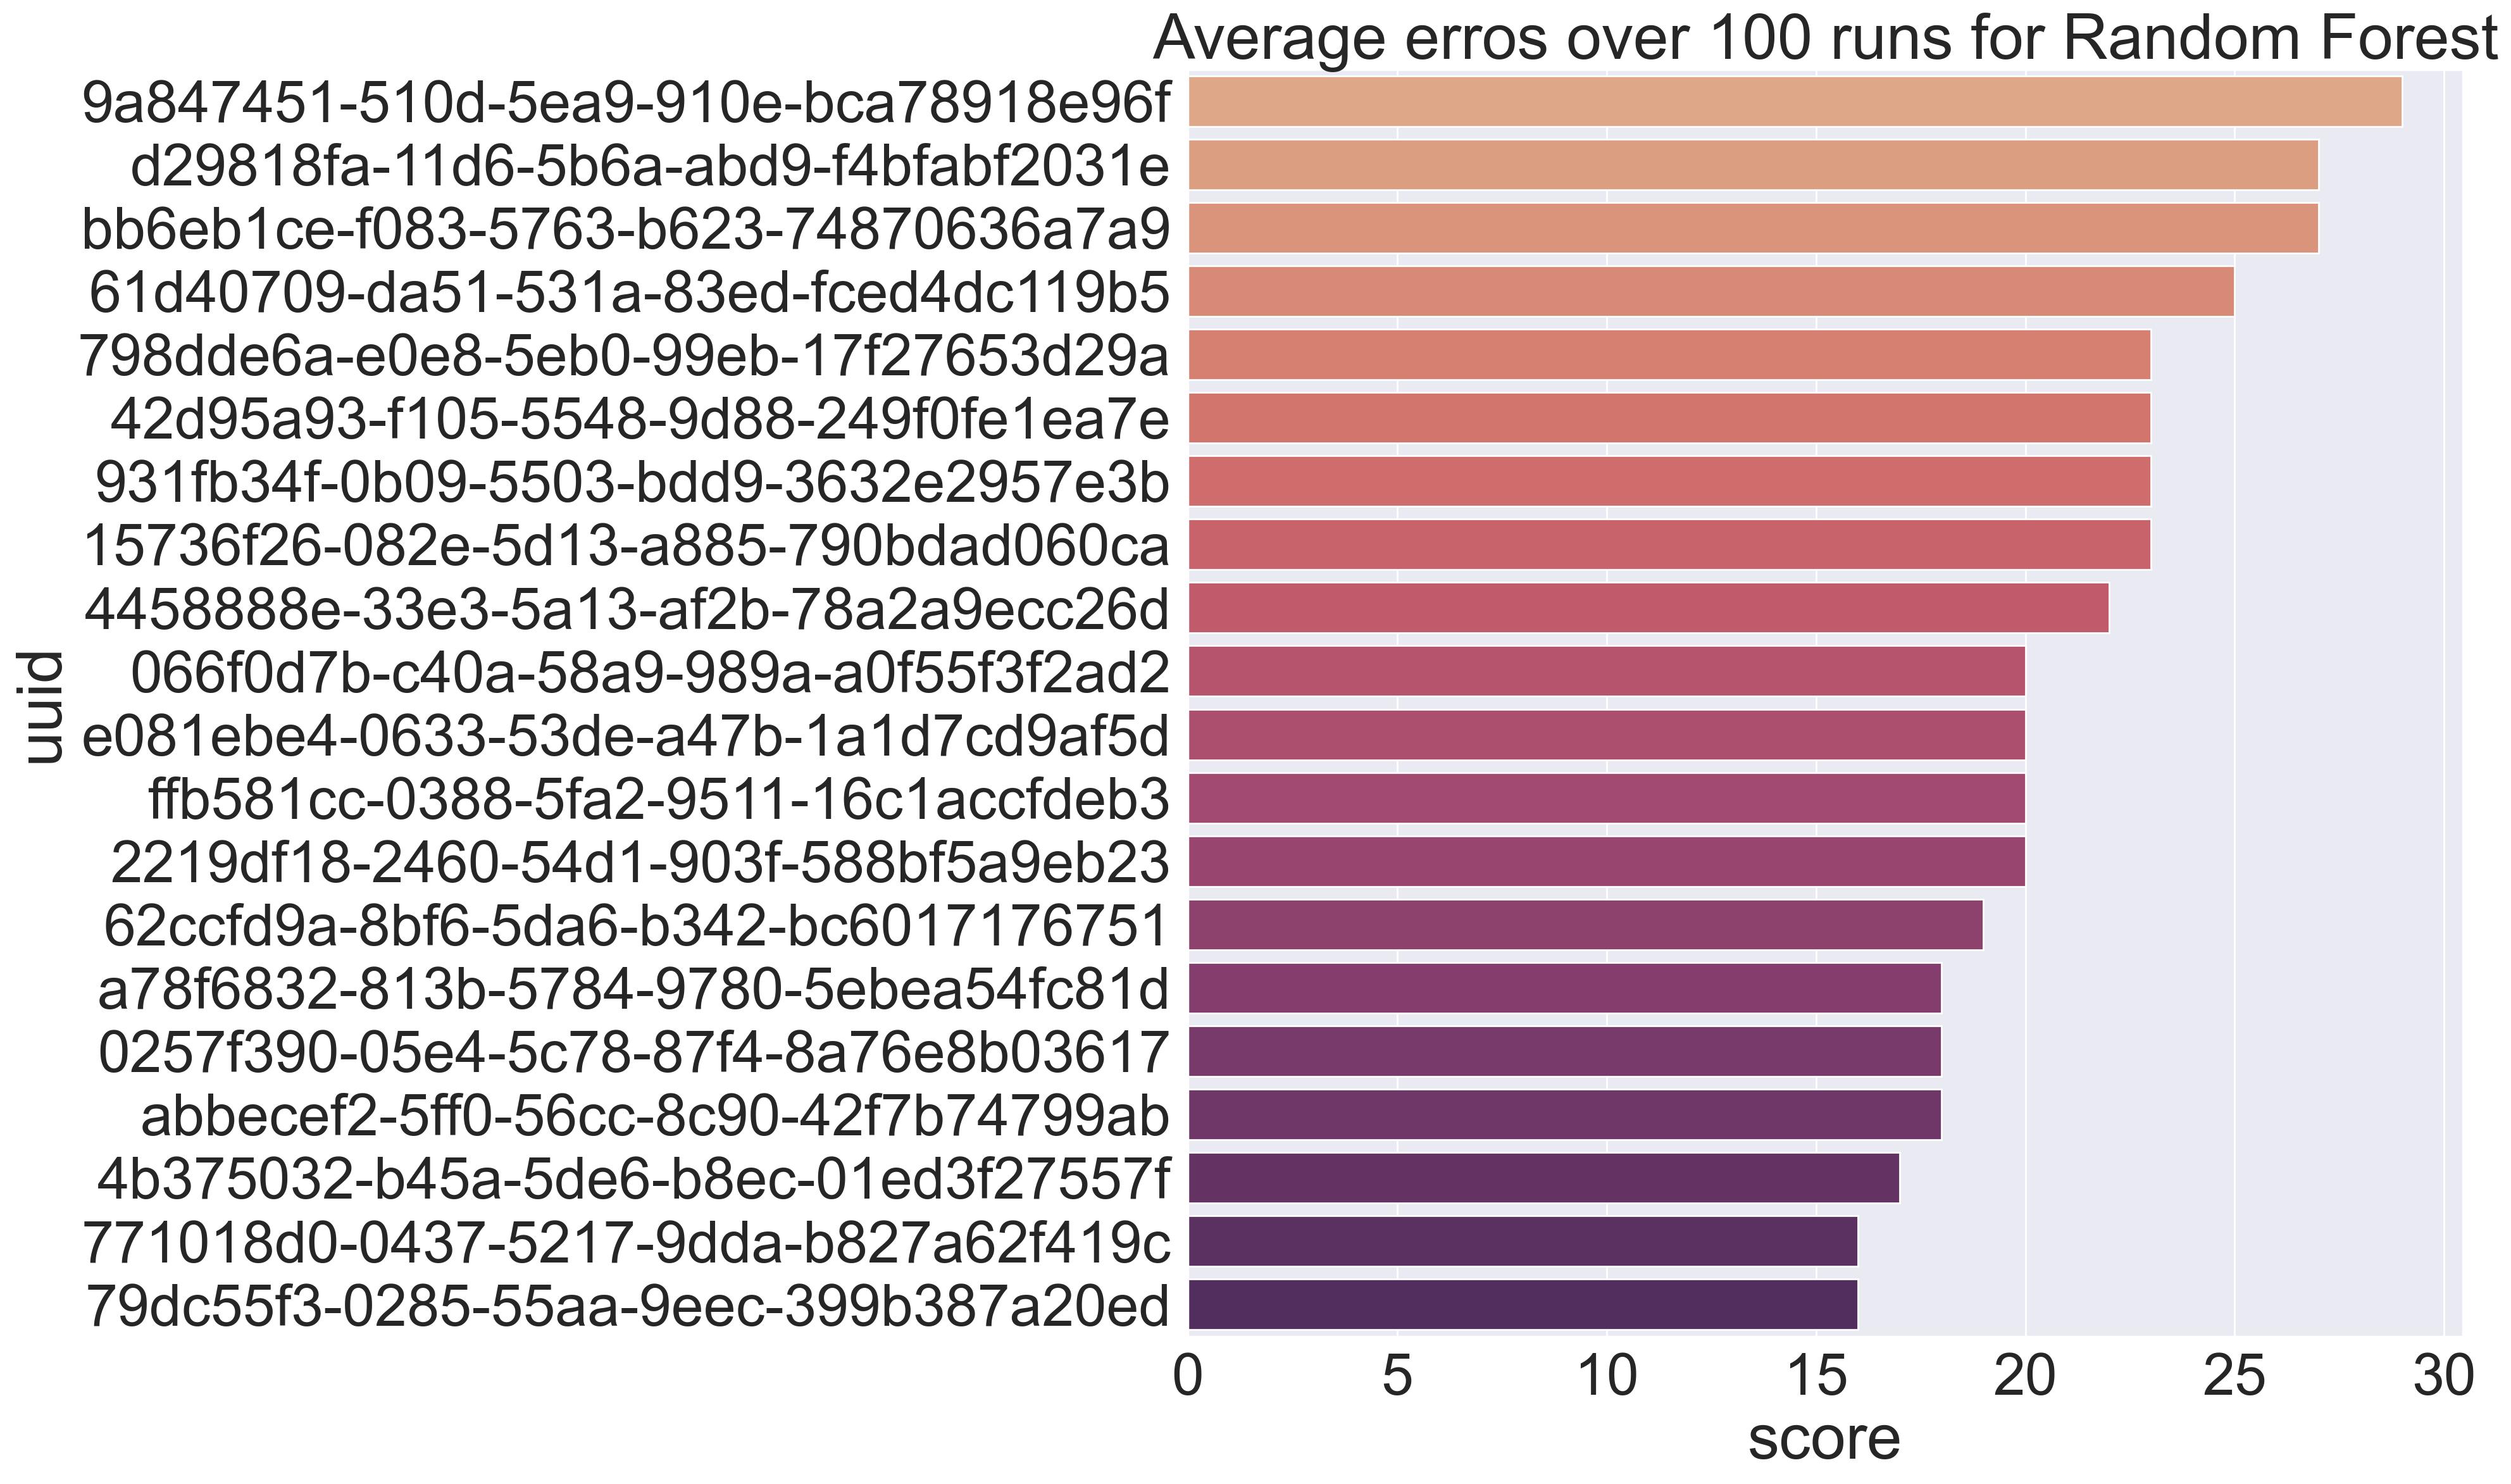 Average erros over 100 runs for Random Forest
9a847451-510d-5ea9-910e-bca78918e96f
d29818fa-11d6-5b6a-abd9-f4bfabf2031e
bb6eb1ce-f083-5763-b623-74870636a7a9
61d40709-da51-531a-83ed-fced4dc119b5
798dde6a-e0e8-5eb0-99eb-17f27653d29a
42d95a93-f105-5548-9d88-249f0fe1ea7e
931fb34f-0b09-5503-bdd9-3632e2957e3b
15736f26-082e-5d13-a885-790bdad060ca
4458888e-33e3-5a13-af2b-78a2a9ecc26d
066f0d7b-c40a-58a9-989a-a0f55f3f2ad2
e081ebe4-0633-53de-a47b-1a1d7cd9af5d
ffb581cc-0388-5fa2-9511-16c1accfdeb3
2219df18-2460-54d1-903f-588bf5a9eb23
62ccfd9a-8bf6-5da6-b342-bc6017176751
a78f6832-813b-5784-9780-5ebea54fc81d
0257f390-05e4-5c78-87f4-8a76e8b03617
abbecef2-5ff0-56cc-8c90-42f7b74799ab
4b375032-b45a-5de6-b8ec-01ed3f27557f
771018d0-0437-5217-9dda-b827a62f419c
79dc55f3-0285-55aa-9eec-399b387a20ed
uuid
0 5 10 15 20 25 30
score